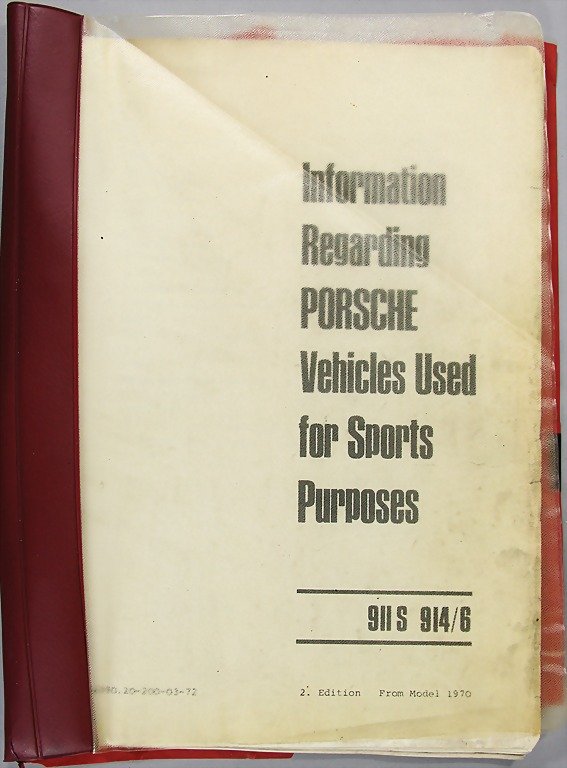 Information
Regarding
PORSCHE
Vehicles Used
for Sports
Purposes
911 S 914/6
2. Edition From Model 1970